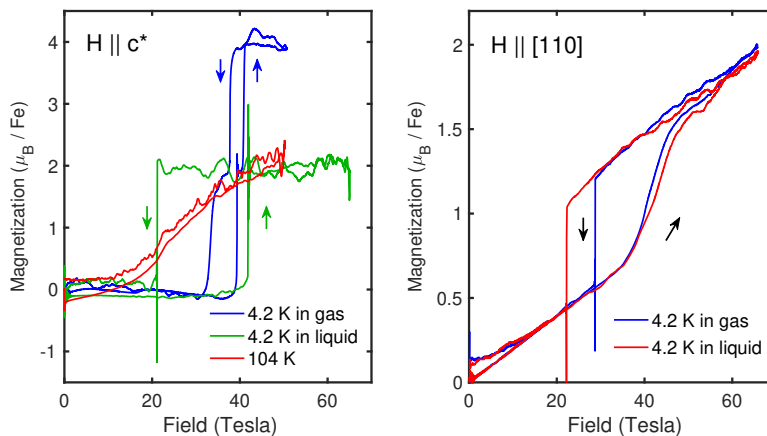 H || c*
Magnetization (μB / Fe)
4
3
2
1
0
-1
4.2 K in gas
4.2 K in liquid
104 K
0
20
40
60
Field (Tesla)
H || [110]
Magnetization (μB / Fe)
2
1.5
1
0.5
0
4.2 K in gas
4.2 K in liquid
0
20
40
60
Field (Tesla)